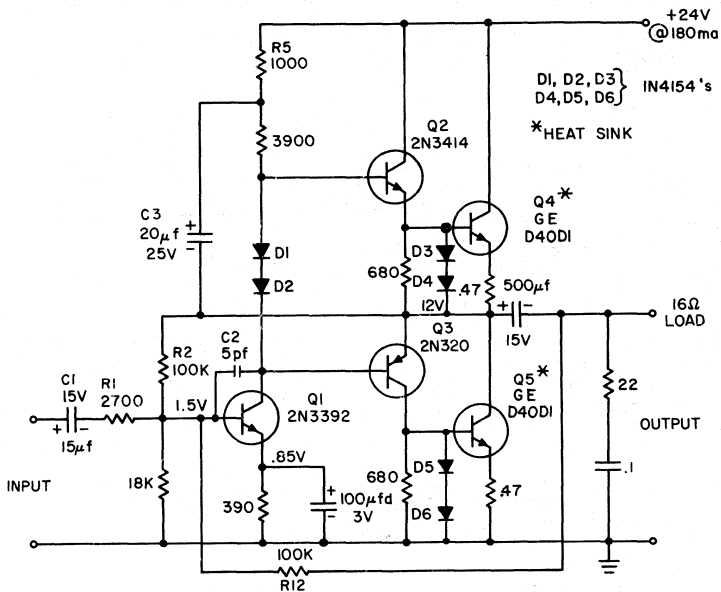 +24V
@180ma
R5
1000
D1, D2, D3
D4, D5, D6
IN4154's
*HEAT SINK
3900
Q2
2N3414
C3
+
20µf
-
25V
D1
D2
Q4*
GE
D40D1
D3
D4
680
.47
500µf
+ -
15V
12V
16Ω
LOAD
R2
100K
C2
5pf
Q3
2N320
C1
15V
+ -
15µf
R1
2700
1.5V
Q1
2N3392
Q5*
GE
D40D1
22
OUTPUT
.85V
INPUT
18K
390
+
100µfd
-
3V
680
D5
D6
.47
.1
100K
R12